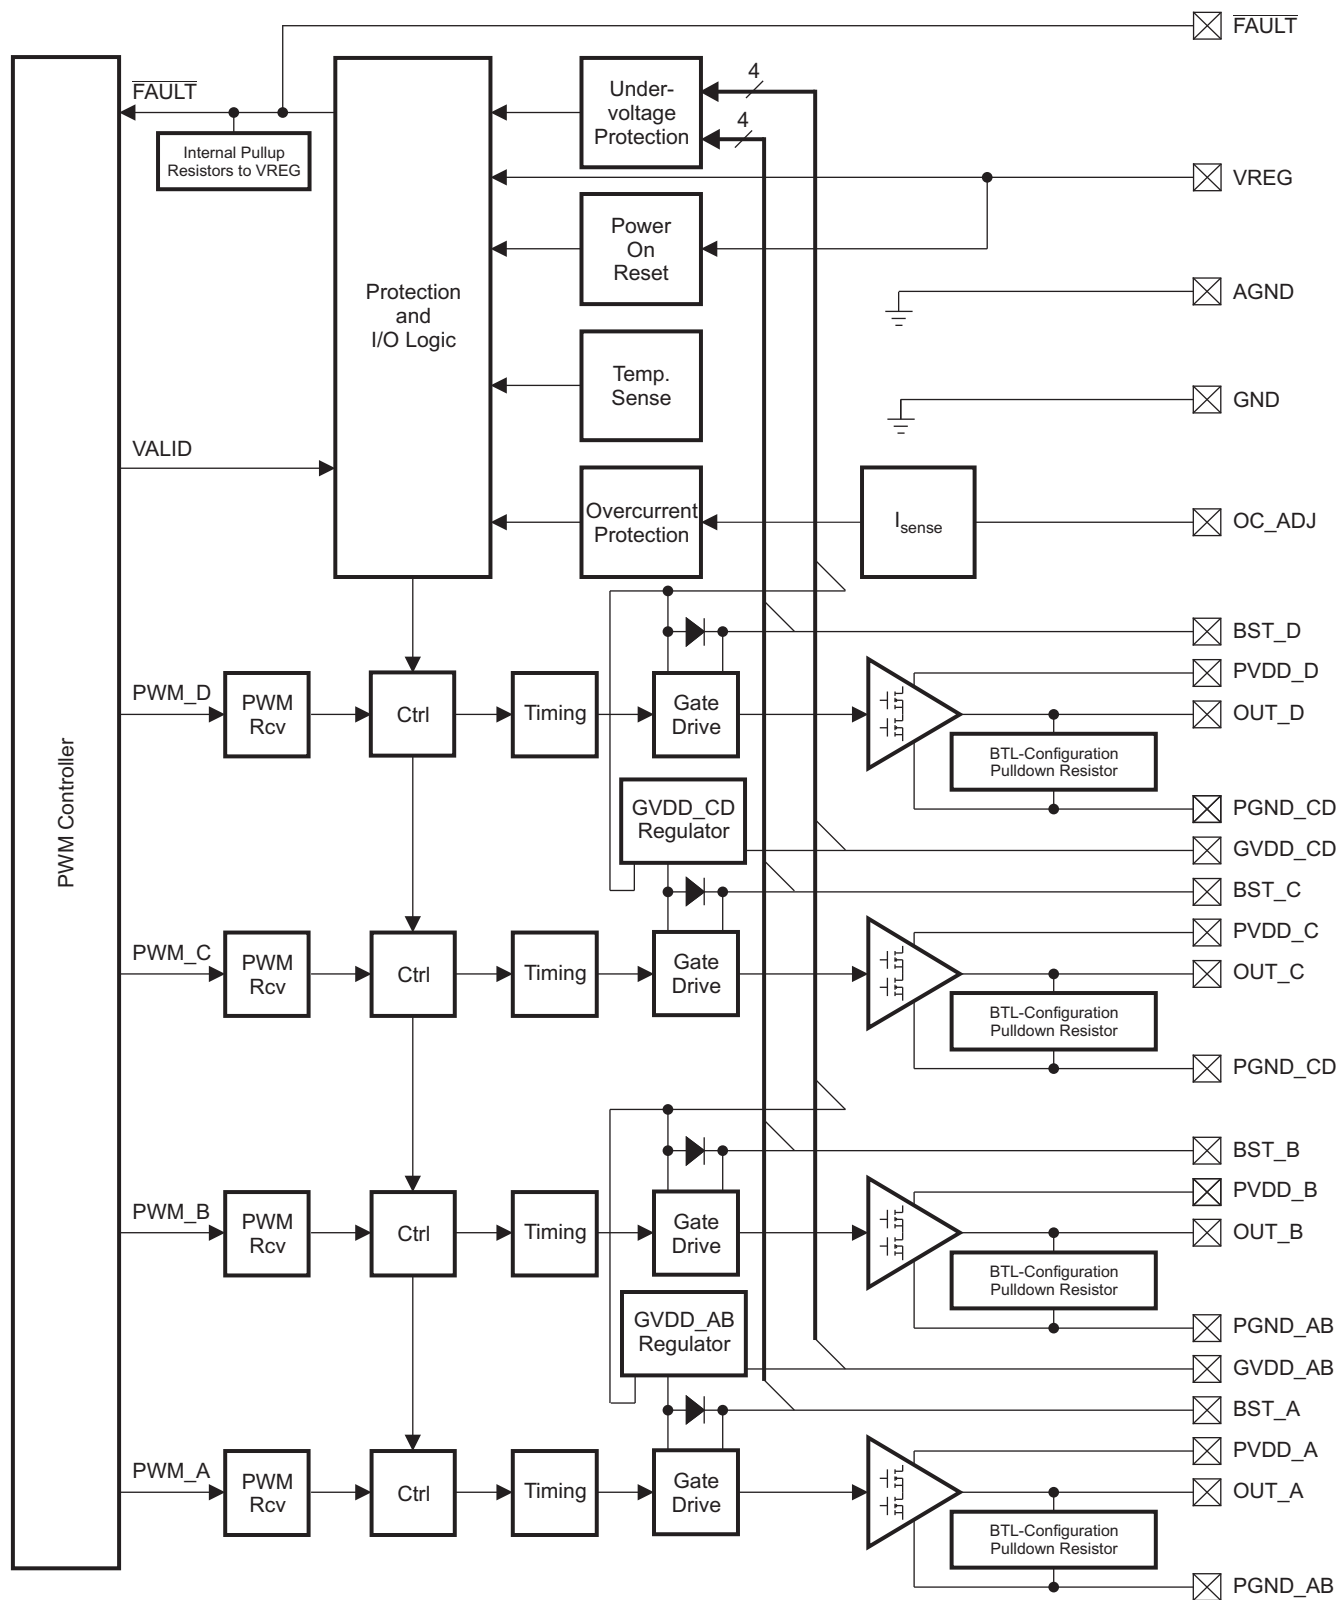 FAULT
FAULT
Internal Pullup
Resistors to VREG
Under-
voltage
Protection
4
4
VREG
Power
On
Reset
Protection
and
I/O Logic
AGND
Temp.
Sense
GND
VALID
Overcurrent
Protection
Isense
OC_ADJ
PWM Controller
BST_D
PVDD_D
PWM_D
PWM
Rcv
Ctrl
Timing
Gate
Drive
OUT_D
BTL-Configuration
Pulldown Resistor
GVDD_CD
Regulator
PGND_CD
GVDD_CD
BST_C
PVDD_C
PWM_C
PWM
Rcv
Ctrl
Timing
Gate
Drive
OUT_C
BTL-Configuration
Pulldown Resistor
PGND_CD
BST_B
PVDD_B
PWM_B
PWM
Rcv
Ctrl
Timing
Gate
Drive
OUT_B
BTL-Configuration
Pulldown Resistor
GVDD_AB
Regulator
PGND_AB
GVDD_AB
BST_A
PVDD_A
PWM_A
PWM
Rcv
Ctrl
Timing
Gate
Drive
OUT_A
BTL-Configuration
Pulldown Resistor
PGND_AB